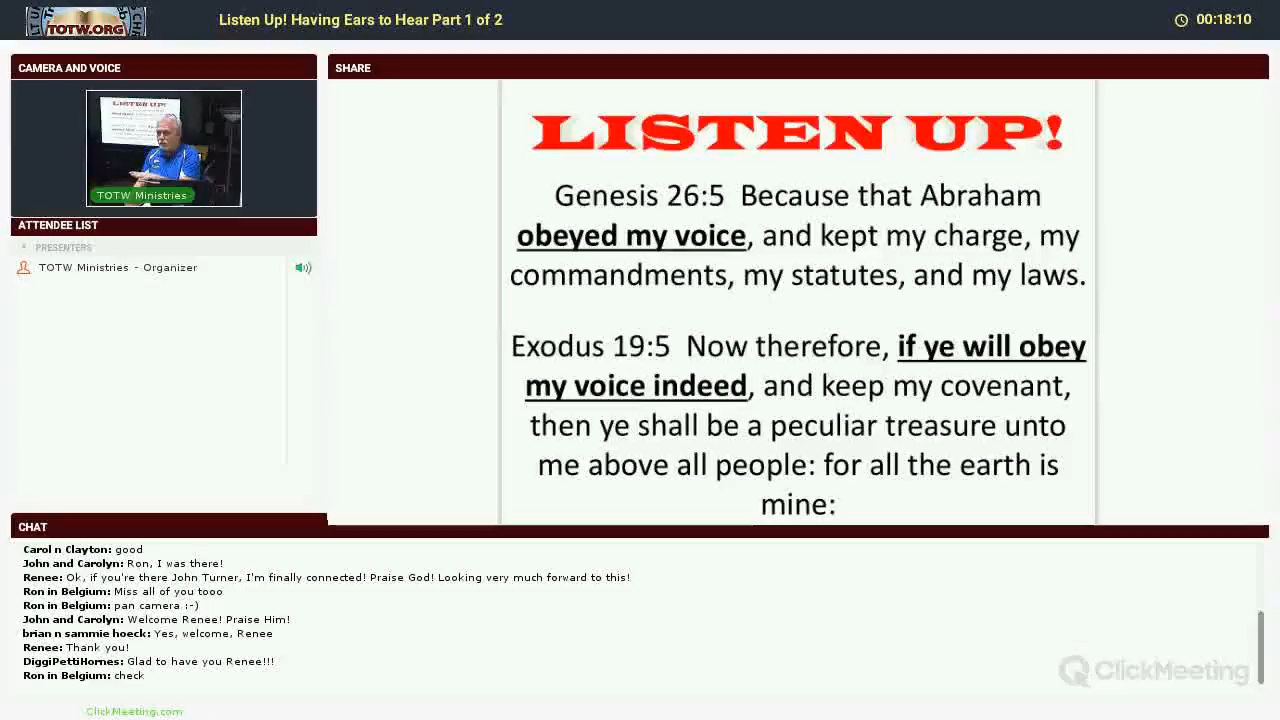 TOTW.ORG
Listen Up! Having Ears to Hear Part 1 of 2
00:18:10
CAMERA AND VOICE
LISTEN UP!
TOTW Ministries
ATTENDEE LIST
PRESENTERS
TOTW Ministries - Organizer
SHARE
LISTEN UP!
Genesis 26:5 Because that Abraham
obeyed my voice, and kept my charge, my
commandments, my statutes, and my laws.
Exodus 19:5 Now therefore, if ye will obey
my voice indeed, and keep my covenant,
then ye shall be a peculiar treasure unto
me above all people: for all the earth is
mine:
CHAT
Carol n Clayton: good
John and Carolyn: Ron, I was there!
Renee: Ok, if you're there John Turner, I'm finally connected! Praise God! Looking very much forward to this!
Ron in Belgium: Miss all of you tooo
Ron in Belgium: pan camera :-)
John and Carolyn: Welcome Renee! Praise Him!
brian n sammie hoeck: Yes, welcome, Renee
Renee: Thank you!
DiggiPettiHornes: Glad to have you Renee!!!
Ron in Belgium: check
ClickMeeting
ClickMeeting.com